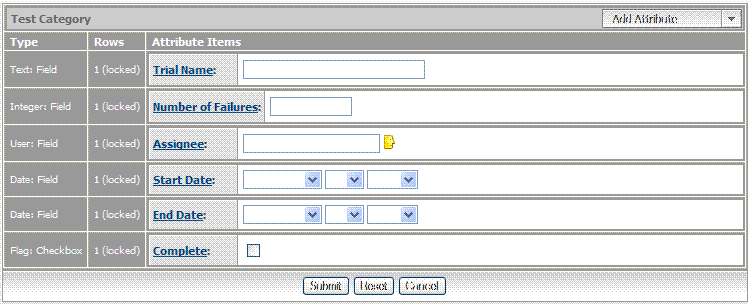 Test Category Add Attribute
Type Rows Attribute Items
Text: Field 1 (locked) Trial Name:
Integer: Field 1 (locked) Number of Failures:
User: Field 1 (locked) Assignee:
Date: Field 1 (locked) Start Date:
Date: Field 1 (locked) End Date:
Flag: Checkbox 1 (locked) Complete:
Submit Reset Cancel